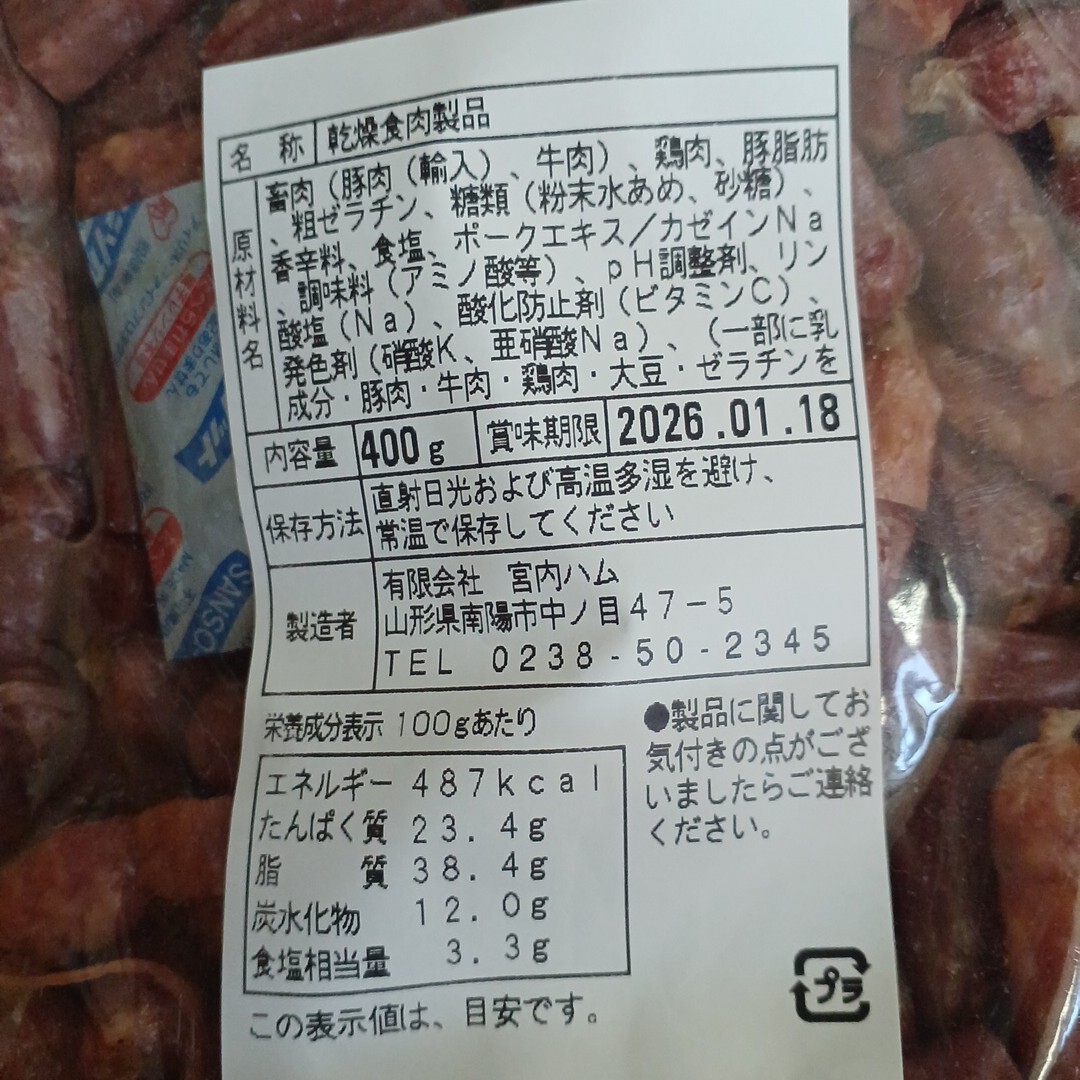 名 称 乾燥食肉製品
原材料名
畜肉（豚肉（輸入）、牛肉）、鶏肉、豚脂肪
、粗ゼラチン、糖類（粉末水あめ、砂糖）、
香辛料、食塩、ポークエキス／カゼインＮａ
、調味料（アミノ酸等）、ｐＨ調整剤、リン
酸塩（Ｎａ）、酸化防止剤（ビタミンＣ）、
発色剤（硝酸Ｋ、亜硝酸Ｎａ）、（一部に乳
成分・豚肉・牛肉・鶏肉・大豆・ゼラチンを
内容量 400g 賞味期限 2026.01.18
保存方法
直射日光および高温多湿を避け、
常温で保存してください
製造者
有限会社 宮内ハム
山形県南陽市中ノ目４７－５
ＴＥＬ ０２３８-５０-２３４５
栄養成分表示 １００ｇあたり
エネルギー ４８７ｋｃａｌ
たんぱく質 ２３．４ｇ
脂 質 ３８．４ｇ
炭水化物 １２．０ｇ
食塩相当量 ３．３ｇ
この表示値は、目安です。
●製品に関してお
気付きの点がござ
いましたらご連絡
ください。
プラ
SANSO